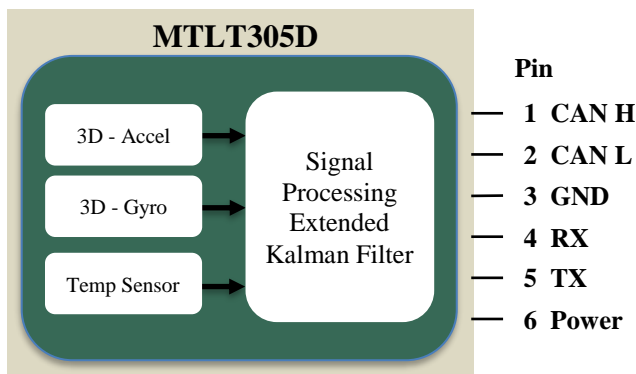 MTLT305D
3D - Accel
3D - Gyro
Temp Sensor
Signal
Processing
Extended
Kalman Filter
Pin
1 CAN H
2 CAN L
3 GND
4 RX
5 TX
6 Power